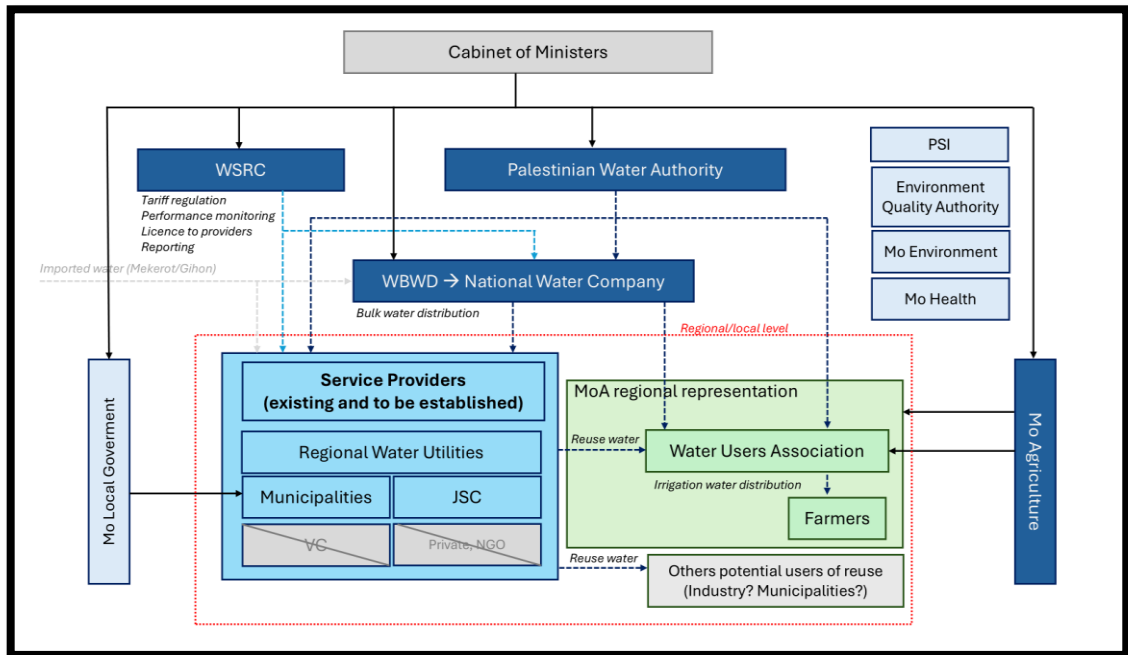 Cabinet of Ministers
WSRC
Palestinian Water Authority
PSI
Environment
Quality Authority
Mo Environment
Mo Health
Tariff regulation
Performance monitoring
Licence to providers
Reporting
Imported water (Mekerot/Gihon)
WBWD → National Water Company
Bulk water distribution
Regional/local level
Mo Local Goverment
Service Providers
(existing and to be established)
Regional Water Utilities
Municipalities
JSC
VC
Private, NGO
MoA regional representation
Reuse water
Water Users Association
Irrigation water distribution
Farmers
Reuse water
Others potential users of reuse
(Industry? Municipalities?)
Mo Agriculture